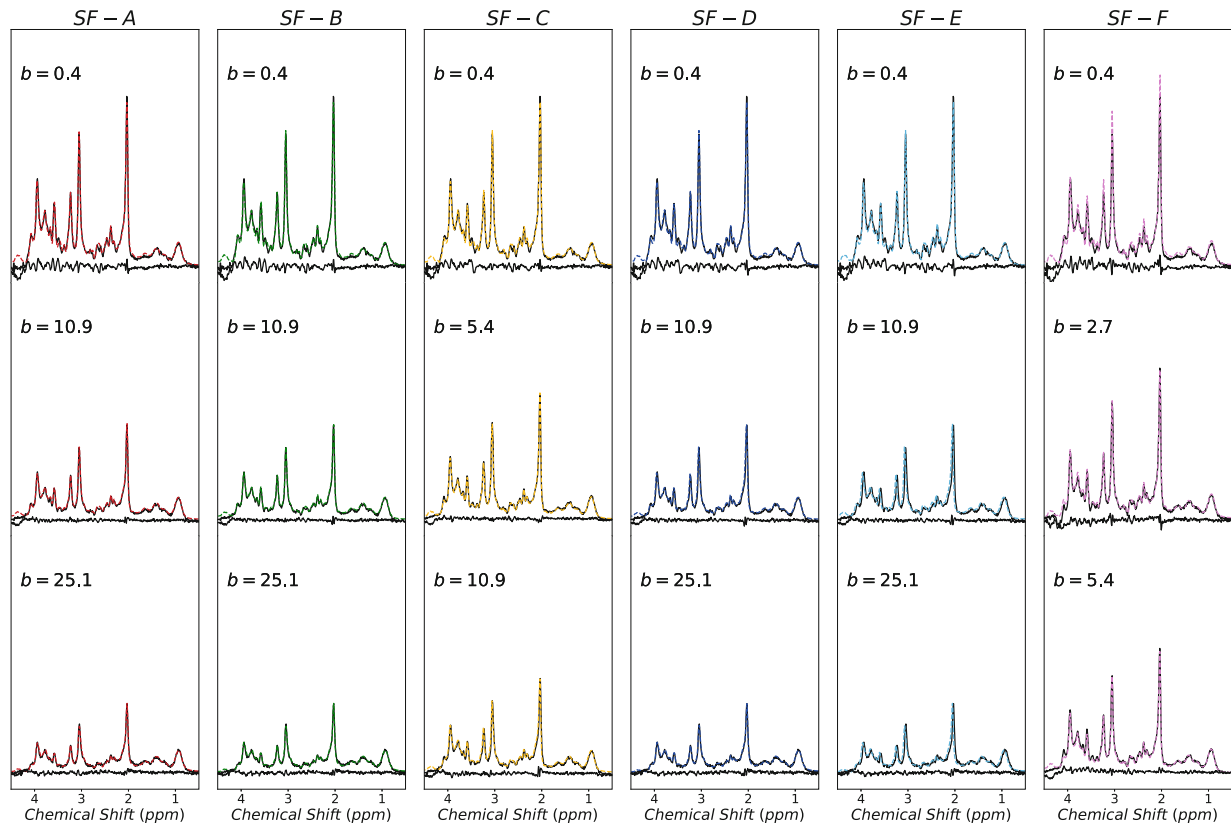 SF − A SF − B SF − C SF − D SF − E SF − F
b = 0.4 b = 0.4 b = 0.4 b = 0.4 b = 0.4 b = 0.4
b = 10.9 b = 10.9 b = 5.4 b = 10.9 b = 10.9 b = 2.7
b = 25.1 b = 25.1 b = 10.9 b = 25.1 b = 25.1 b = 5.4
4 3 2 1 4 3 2 1 4 3 2 1 4 3 2 1 4 3 2 1 4 3 2 1
Chemical Shift (ppm) Chemical Shift (ppm) Chemical Shift (ppm) Chemical Shift (ppm) Chemical Shift (ppm) Chemical Shift (ppm)